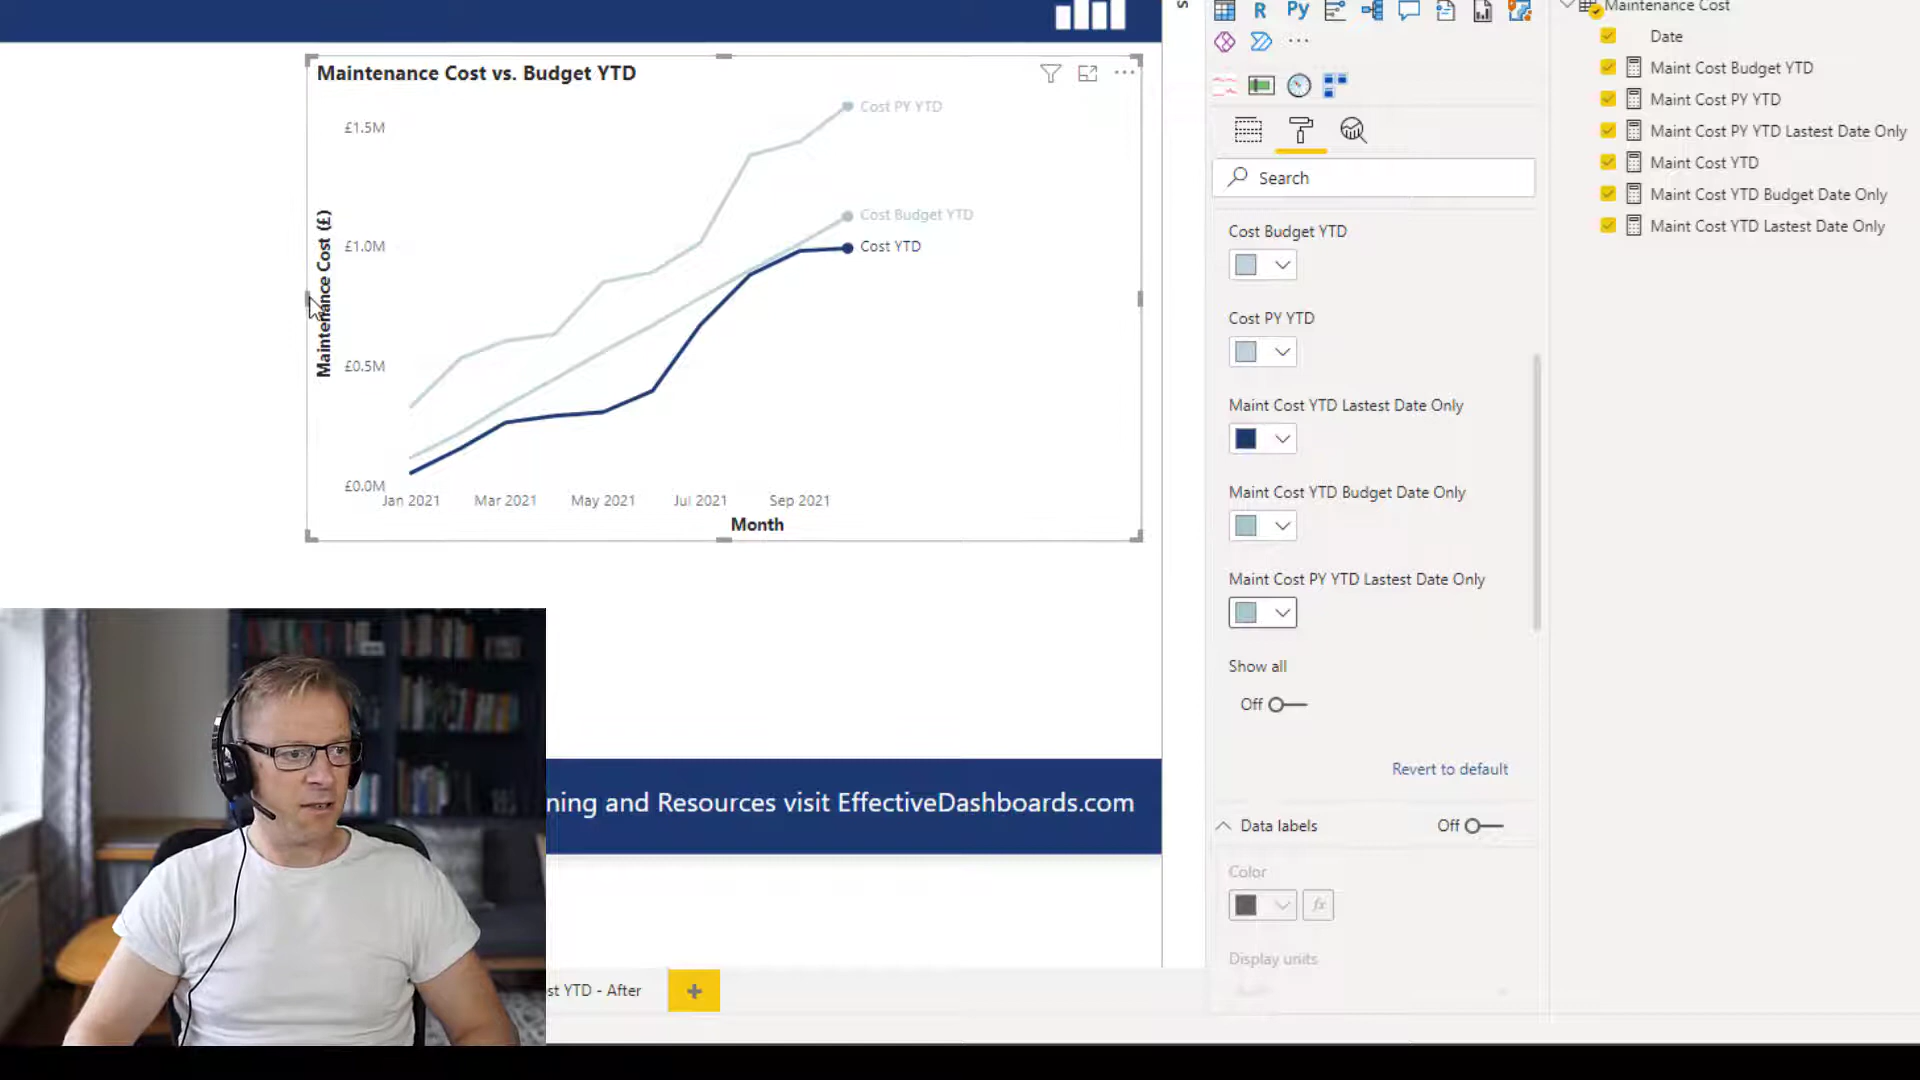 Maintenance Cost vs. Budget YTD
Cost PY YTD
£1.5M
Cost Budget YTD
£1.0M
Cost YTD
Maintenance Cost (£)
£0.5M
£0.0M
Jan 2021
Mar 2021
May 2021
Jul 2021
Sep 2021
Month
ning and Resources visit EffectiveDashboards.com
st YTD - After
+
R
Py
Search
Cost Budget YTD
Cost PY YTD
Maint Cost YTD Lastest Date Only
Maint Cost YTD Budget Date Only
Maint Cost PY YTD Lastest Date Only
Show all
Off
Revert to default
Data labels
Off
Color
fx
Display units
Maintenance Cost
Date
Maint Cost Budget YTD
Maint Cost PY YTD
Maint Cost PY YTD Lastest Date Only
Maint Cost YTD
Maint Cost YTD Budget Date Only
Maint Cost YTD Lastest Date Only